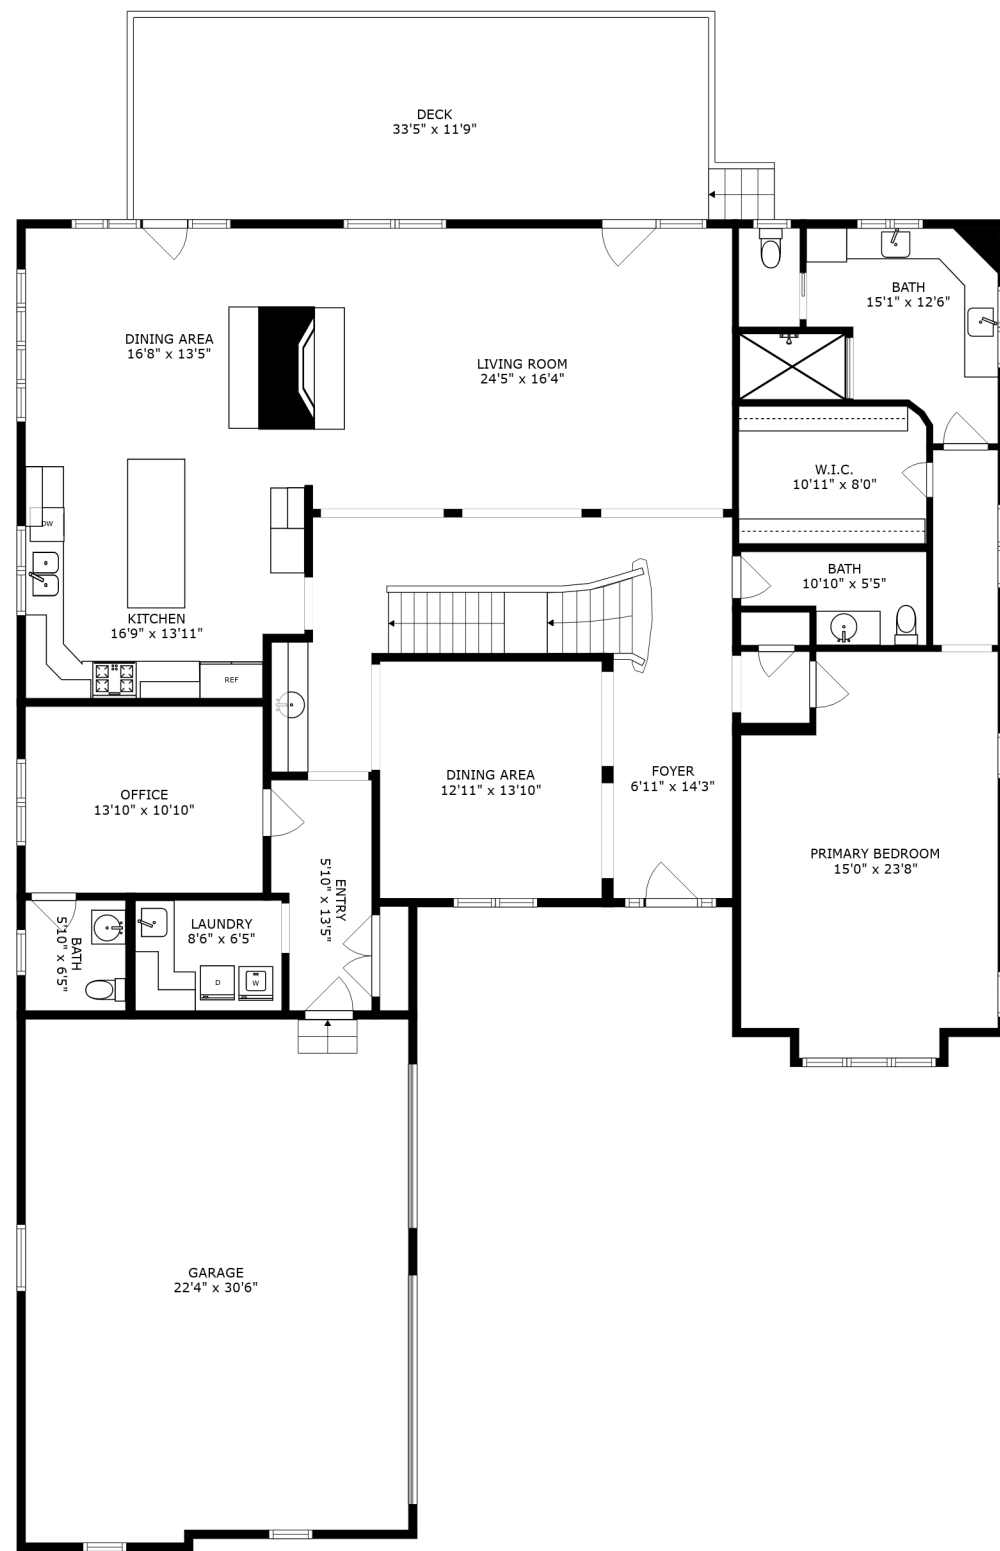 DECK
33'5" x 11'9"
BATH
15'1" x 12'6"
DINING AREA
16'8" x 13'5"
LIVING ROOM
24'5" x 16'4"
W.I.C.
10'11" x 8'0"
DW
BATH
10'10" x 5'5"
KITCHEN
16'9" x 13'11"
REF
DINING AREA
12'11" x 13'10"
FOYER
6'11" x 14'3"
OFFICE
13'10" x 10'10"
PRIMARY BEDROOM
15'0" x 23'8"
ENTRY
5'10" x 13'5"
LAUNDRY
8'6" x 6'5"
BATH
5'10" x 6'5"
D
W
GARAGE
22'4" x 30'6"